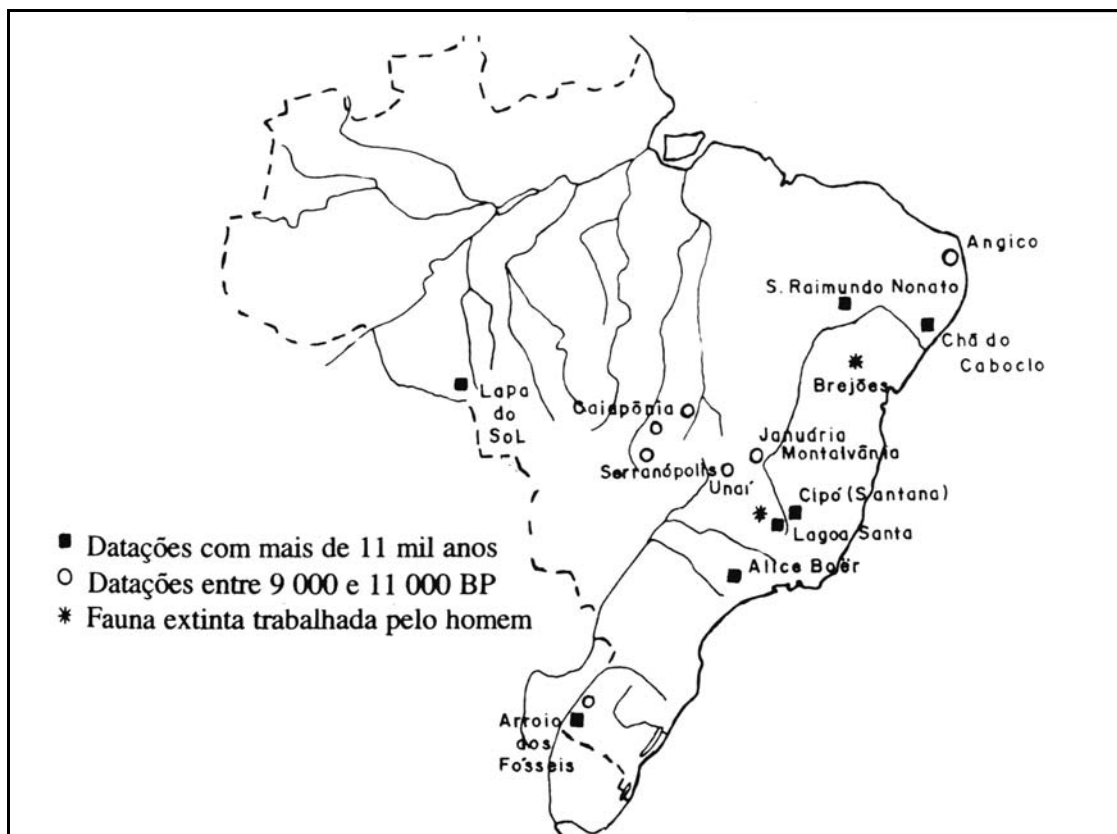 Angico
S. Raimundo Nonato
Chã do
Caboclo
Brejões
Lapa
do
SoL
Caiapônia
Januária
Montalvânia
Serranópolis
Unaí
Cipó (Santana)
Lagoa Santa
Alice Boër
Datações com mais de 11 mil anos
Datações entre 9 000 e 11 000 BP
Fauna extinta trabalhada pelo homem
Arroio
dos
Fósseis